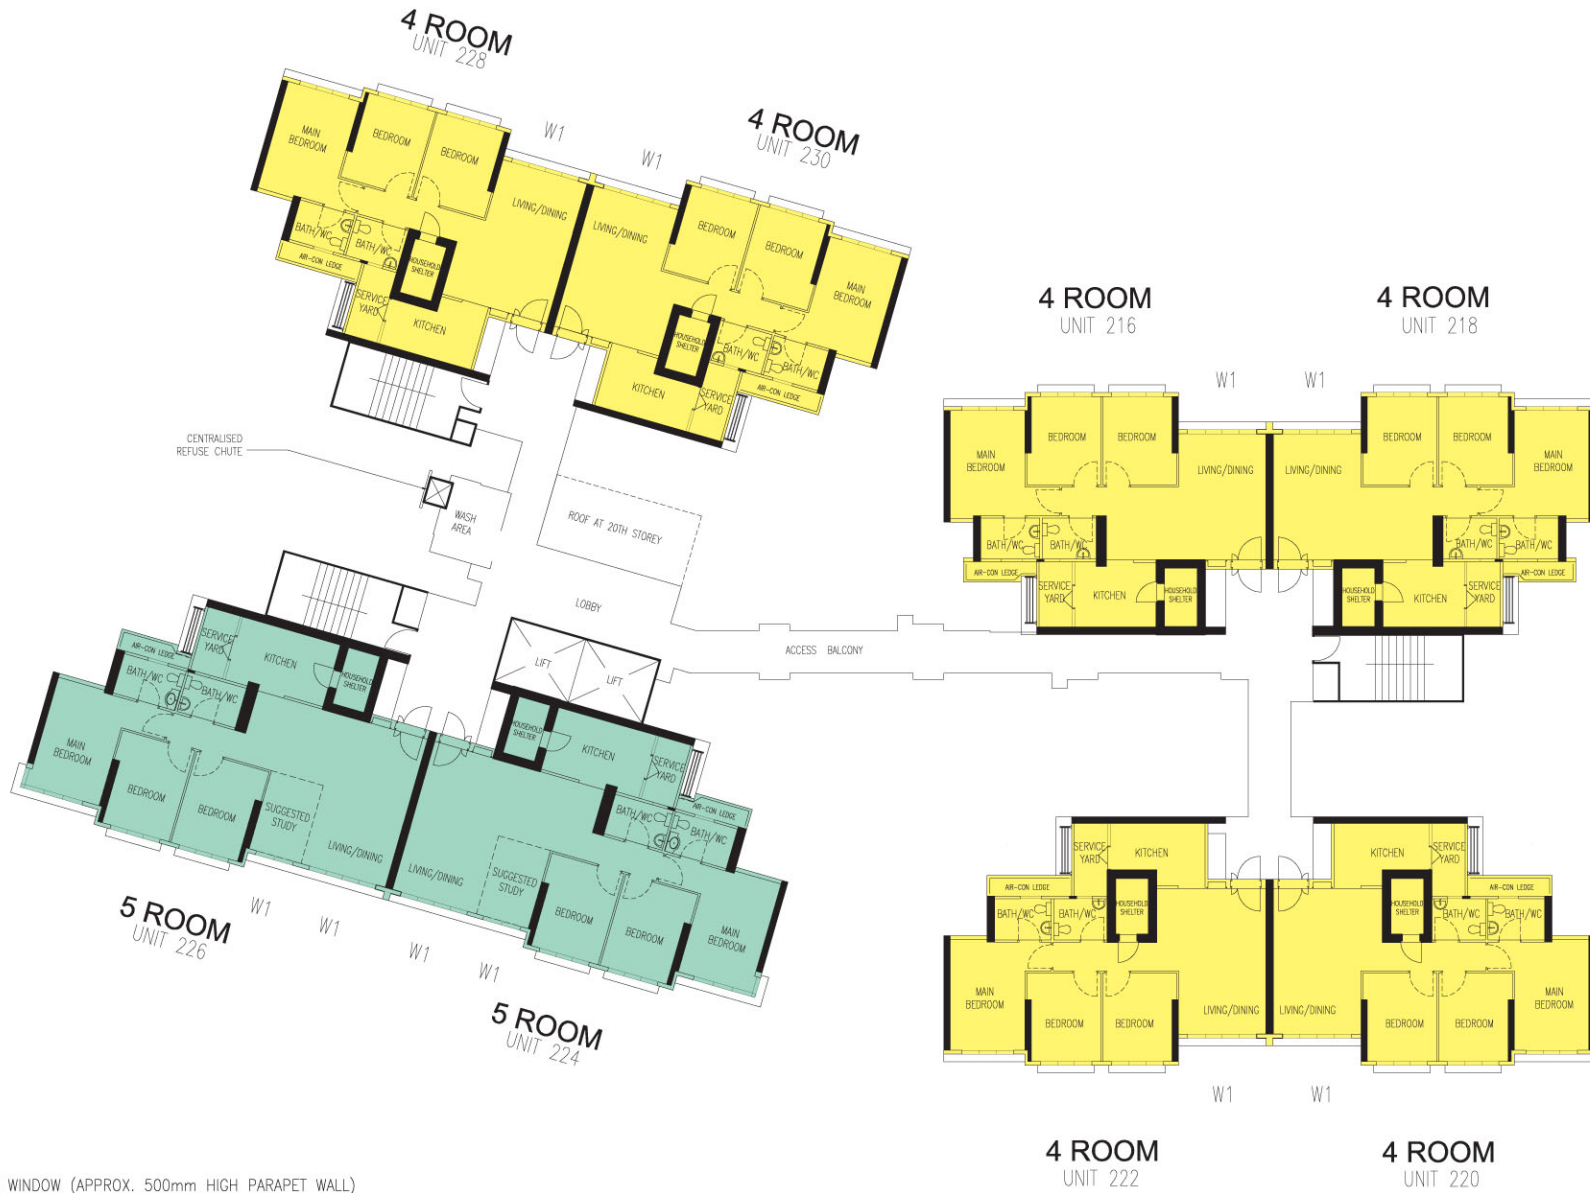 4 ROOM
UNIT 228
4 ROOM
UNIT 230
W1
W1
MAIN
BEDROOM
BEDROOM
BEDROOM
LIVING/DINING
BATH/WC
BATH/WC
AIR-CON LEDGE
HOUSEHOLD
SHELTER
SERVICE
YARD
KITCHEN
LIVING/DINING
BEDROOM
BEDROOM
MAIN
BEDROOM
HOUSEHOLD
SHELTER
BATH/WC
BATH/WC
AIR-CON LEDGE
KITCHEN
SERVICE
YARD
4 ROOM
UNIT 216
4 ROOM
UNIT 218
W1
W1
MAIN
BEDROOM
BEDROOM
BEDROOM
LIVING/DINING
BATH/WC
BATH/WC
AIR-CON LEDGE
SERVICE
YARD
KITCHEN
HOUSEHOLD
SHELTER
LIVING/DINING
BEDROOM
BEDROOM
MAIN
BEDROOM
BATH/WC
BATH/WC
AIR-CON LEDGE
HOUSEHOLD
SHELTER
KITCHEN
SERVICE
YARD
CENTRALISED
REFUSE CHUTE
WASH
AREA
ROOF AT 20TH STOREY
LOBBY
LIFT
LIFT
ACCESS BALCONY
SERVICE
YARD
KITCHEN
HOUSEHOLD
SHELTER
AIR-CON LEDGE
BATH/WC
BATH/WC
MAIN
BEDROOM
BEDROOM
BEDROOM
SUGGESTED
STUDY
LIVING/DINING
HOUSEHOLD
SHELTER
KITCHEN
SERVICE
YARD
AIR-CON LEDGE
BATH/WC
BATH/WC
LIVING/DINING
SUGGESTED
STUDY
BEDROOM
BEDROOM
MAIN
BEDROOM
5 ROOM
UNIT 226
W1
W1
W1
W1
5 ROOM
UNIT 224
SERVICE
YARD
KITCHEN
AIR-CON LEDGE
BATH/WC
BATH/WC
HOUSEHOLD
SHELTER
MAIN
BEDROOM
BEDROOM
BEDROOM
LIVING/DINING
KITCHEN
SERVICE
YARD
AIR-CON LEDGE
HOUSEHOLD
SHELTER
BATH/WC
BATH/WC
LIVING/DINING
BEDROOM
BEDROOM
MAIN
BEDROOM
W1
W1
4 ROOM
UNIT 222
4 ROOM
UNIT 220
WINDOW (APPROX. 500mm HIGH PARAPET WALL)